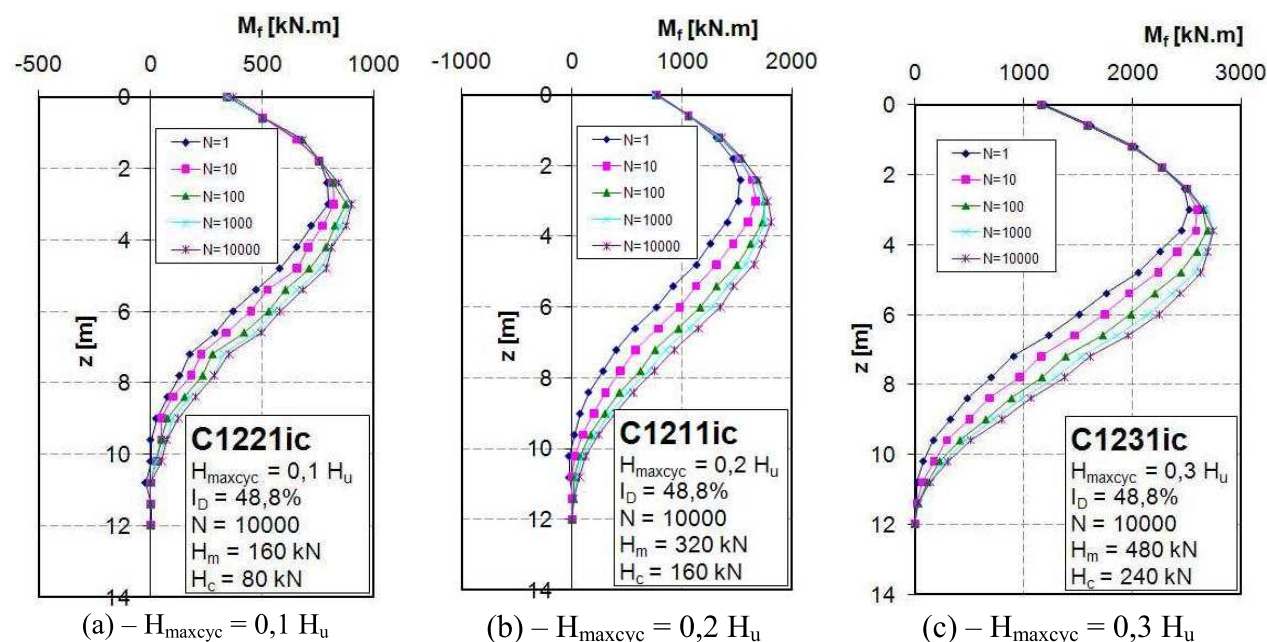 M_f [kN.m]
-500 0 500 1000
0
2
4
6
8
10
12
14
z [m]
N=1
N=10
N=100
N=1000
N=10000
C1221ic
H_maxcyc = 0,1 H_u
I_D = 48,8%
N = 10000
H_m = 160 kN
H_c = 80 kN
(a) – H_maxcyc = 0,1 H_u
M_f [kN.m]
-1000 0 1000 2000
0
2
4
6
8
10
12
14
z [m]
N=1
N=10
N=100
N=1000
N=10000
C1211ic
H_maxcyc = 0,2 H_u
I_D = 48,8%
N = 10000
H_m = 320 kN
H_c = 160 kN
(b) – H_maxcyc = 0,2 H_u
M_f [kN.m]
0 1000 2000 3000
0
2
4
6
8
10
12
14
z [m]
N=1
N=10
N=100
N=1000
N=10000
C1231ic
H_maxcyc = 0,3 H_u
I_D = 48,8%
N = 10000
H_m = 480 kN
H_c = 240 kN
(c) – H_maxcyc = 0,3 H_u